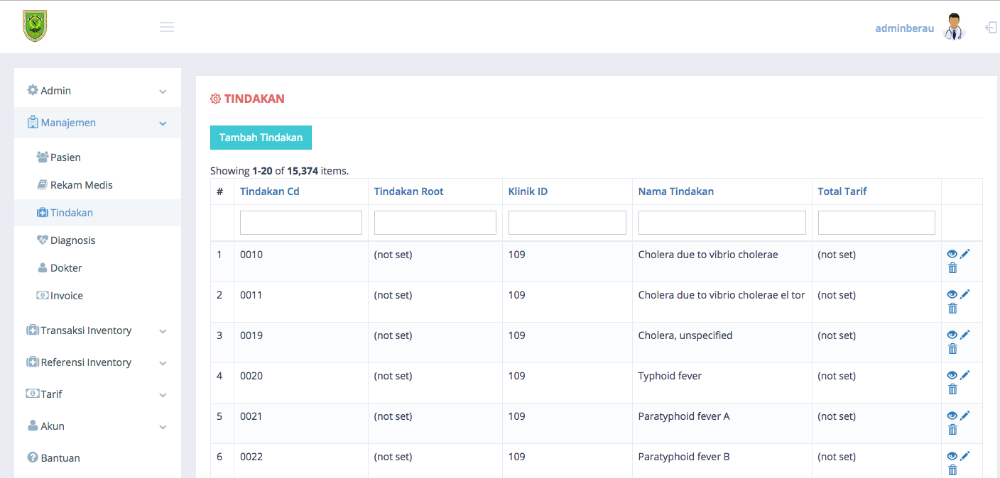 adminberau
Admin
Manajemen
Pasien
Rekam Medis
Tindakan
Diagnosis
Dokter
Invoice
Transaksi Inventory
Referensi Inventory
Tarif
Akun
Bantuan
TINDAKAN
Tambah Tindakan
Showing 1-20 of 15,374 items.
# Tindakan Cd Tindakan Root Klinik ID Nama Tindakan Total Tarif
1 0010 (not set) 109 Cholera due to vibrio cholerae (not set)
2 0011 (not set) 109 Cholera due to vibrio cholerae el tor (not set)
3 0019 (not set) 109 Cholera, unspecified (not set)
4 0020 (not set) 109 Typhoid fever (not set)
5 0021 (not set) 109 Paratyphoid fever A (not set)
6 0022 (not set) 109 Paratyphoid fever B (not set)